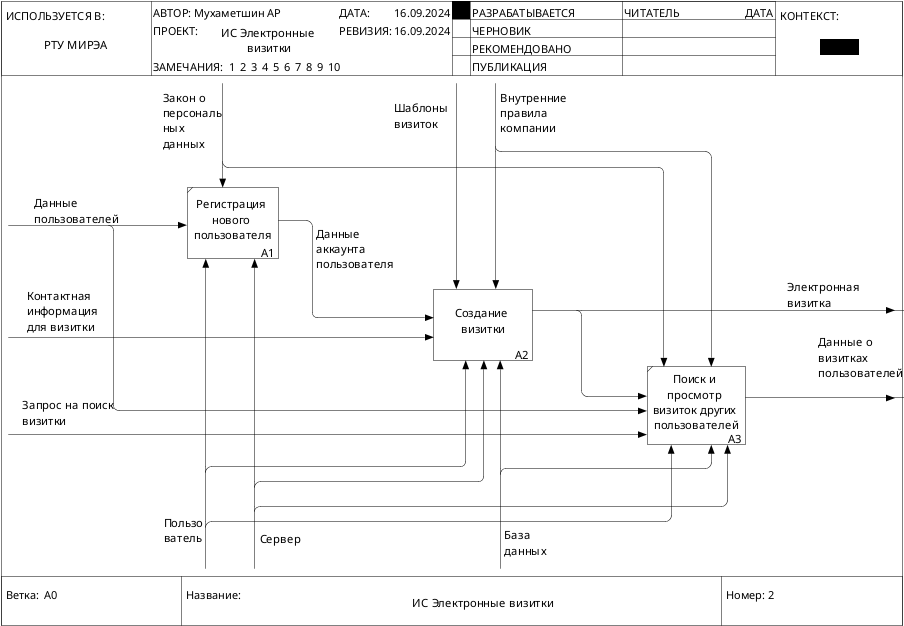 ИСПОЛЬЗУЕТСЯ В:
РТУ МИРЭА
АВТОР: Мухаметшин АР
ДАТА: 16.09.2024
ПРОЕКТ: ИС Электронные
визитки
РЕВИЗИЯ: 16.09.2024
ЗАМЕЧАНИЯ: 1 2 3 4 5 6 7 8 9 10
РАЗРАБАТЫВАЕТСЯ
ЧЕРНОВИК
РЕКОМЕНДОВАНО
ПУБЛИКАЦИЯ
ЧИТАТЕЛЬ ДАТА
КОНТЕКСТ:
Закон о
персональ
ных
данных
Шаблоны
визиток
Внутренние
правила
компании
Данные
пользователей
Регистрация
нового
пользователя
A1
Данные
аккаунта
пользователя
Контактная
информация
для визитки
Создание
визитки
A2
Электронная
визитка
Данные о
визитках
пользователей
Запрос на поиск
визитки
Поиск и
просмотр
визиток других
пользователей
A3
Пользо
ватель
Сервер
База
данных
Ветка: A0
Название:
ИС Электронные визитки
Номер: 2